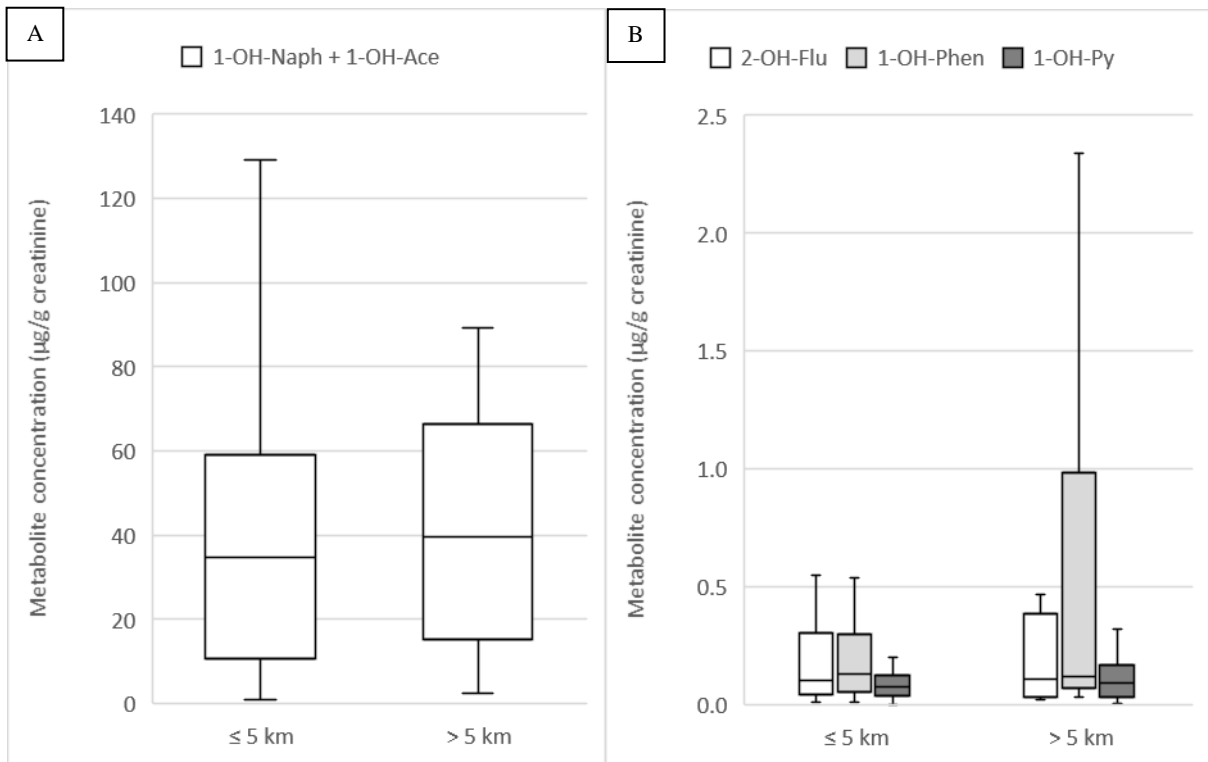 A
1-OH-Naph + 1-OH-Ace
Metabolite concentration (µg/g creatinine)
140
120
100
80
60
40
20
0
≤ 5 km
> 5 km
B
2-OH-Flu
1-OH-Phen
1-OH-Py
Metabolite concentration (µg/g creatinine)
2.5
2.0
1.5
1.0
0.5
0.0
≤ 5 km
> 5 km